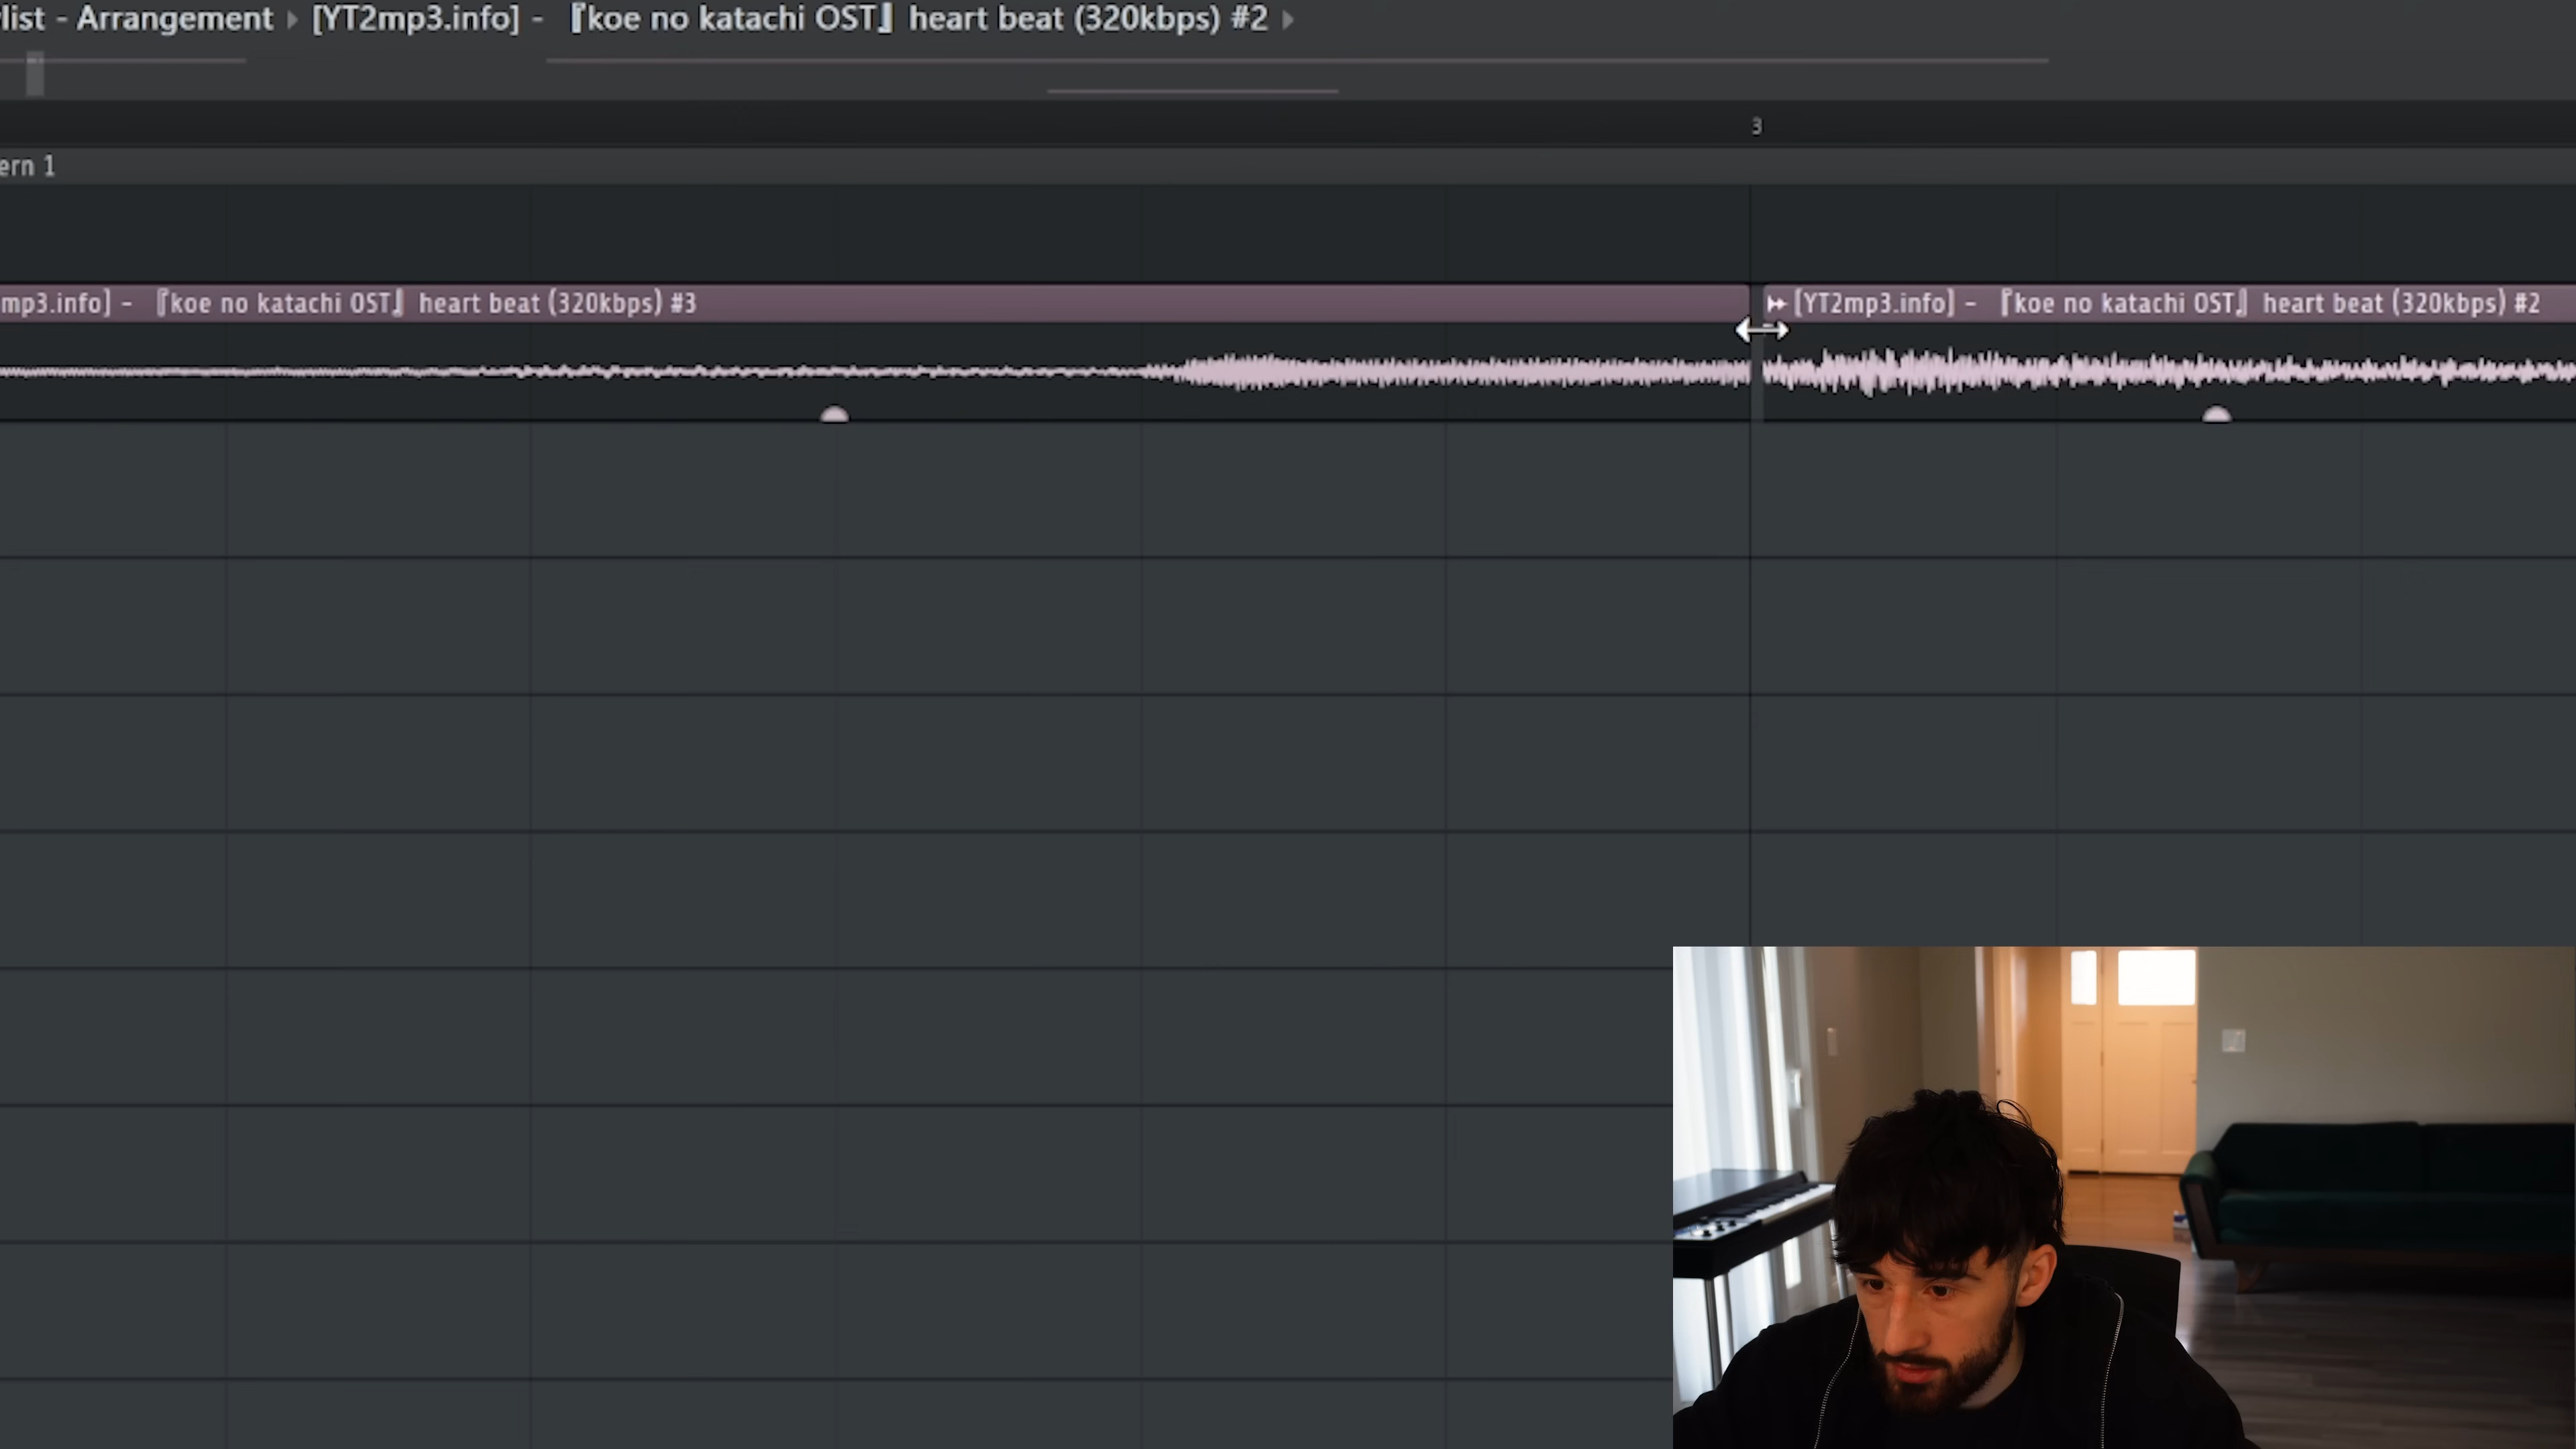 list - Arrangement ▸ [YT2mp3.info] - 『koe no katachi OST』 heart beat (320kbps) #2 ▸
3
ern 1
mp3.info] - 『koe no katachi OST』 heart beat (320kbps) #3
[YT2mp3.info] - 『koe no katachi OST』 heart beat (320kbps) #2